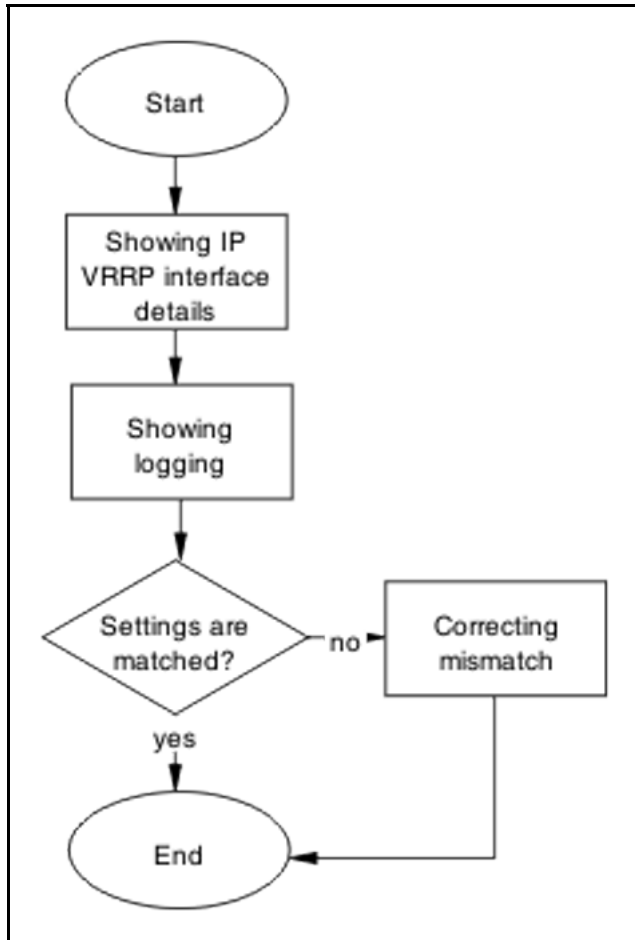 Start
Showing IP
VRRP interface
details
Showing
logging
Settings are
matched?
no
Correcting
mismatch
yes
End